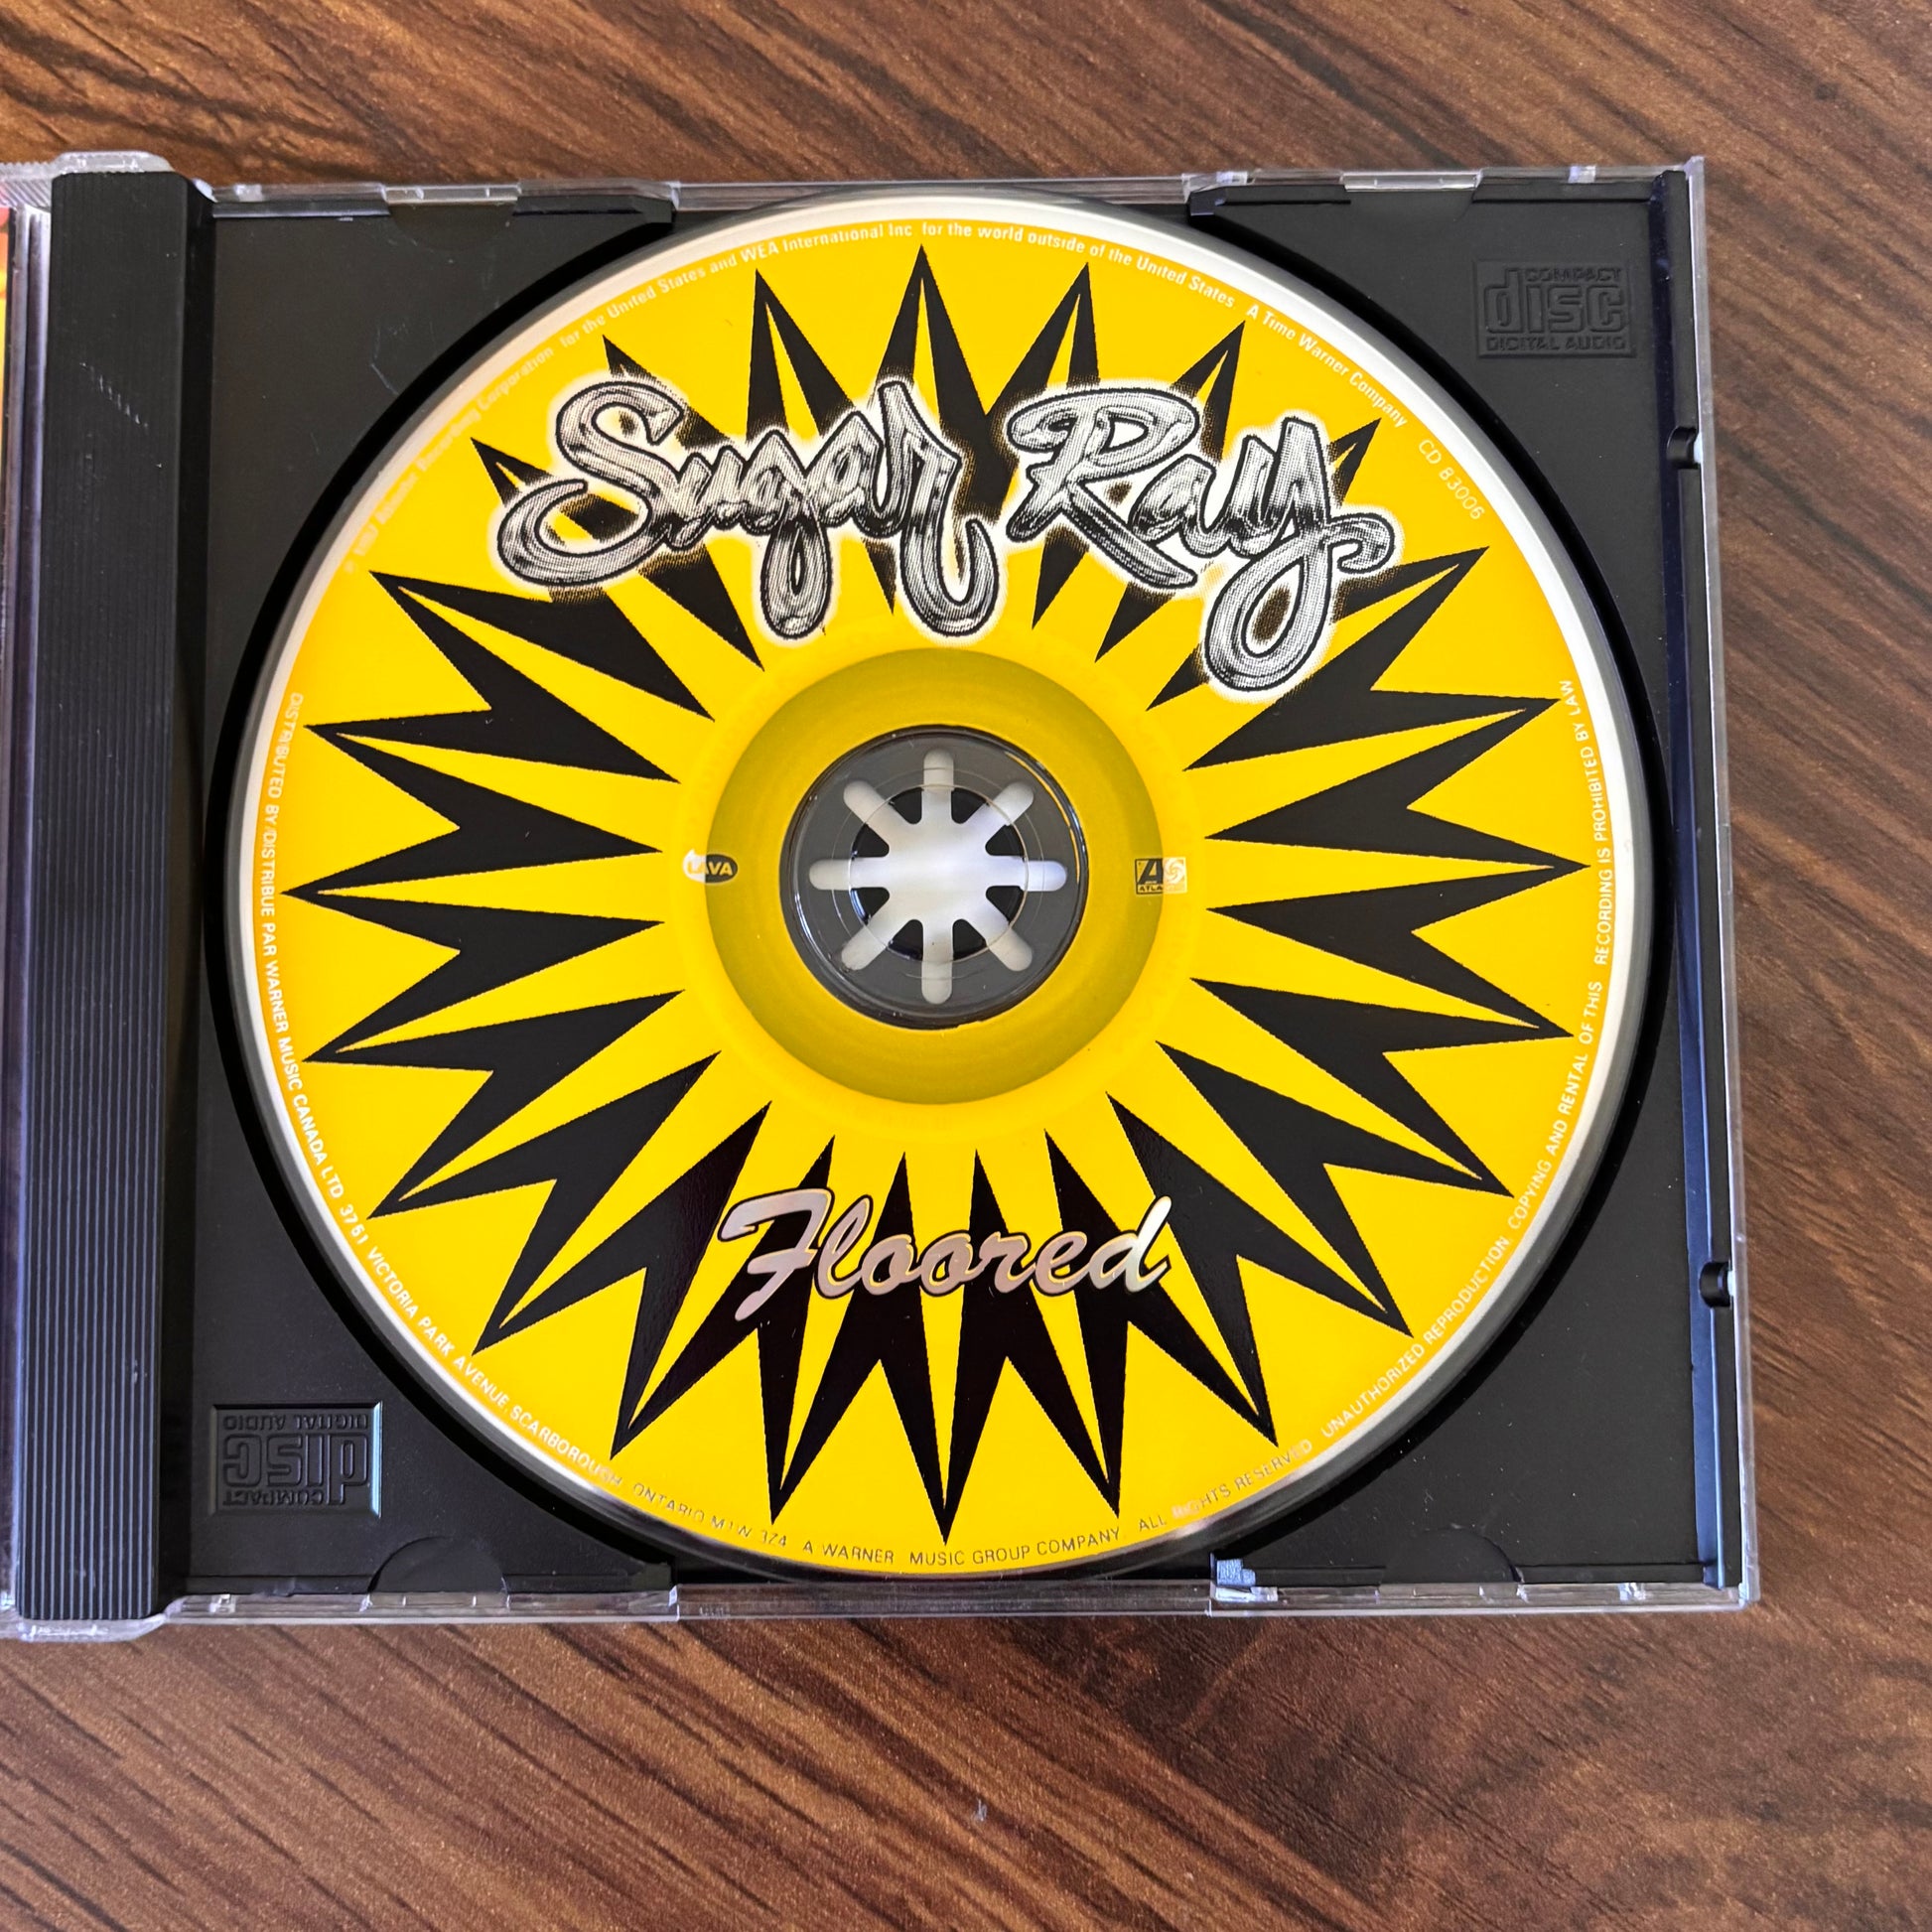 Sugar Ray
Floored
LAVA
for the United States and WEA International Inc for the world outside of the United States A Time Warner Company CD 83006
DISTRIBUTED BY/DISTRIBUE PAR WARNER MUSIC CANADA LTD 3761 VICTORIA PARK AVENUE SCARBOROUGH ONTARIO M1W 3Z4 A WARNER MUSIC GROUP COMPANY ALL RIGHTS RESERVED UNAUTHORIZED REPRODUCTION COPYING AND RENTAL OF THIS RECORDING IS PROHIBITED BY LAW
COMPACT
disc
DIGITAL AUDIO
COMPACT
disc
DIGITAL AUDIO